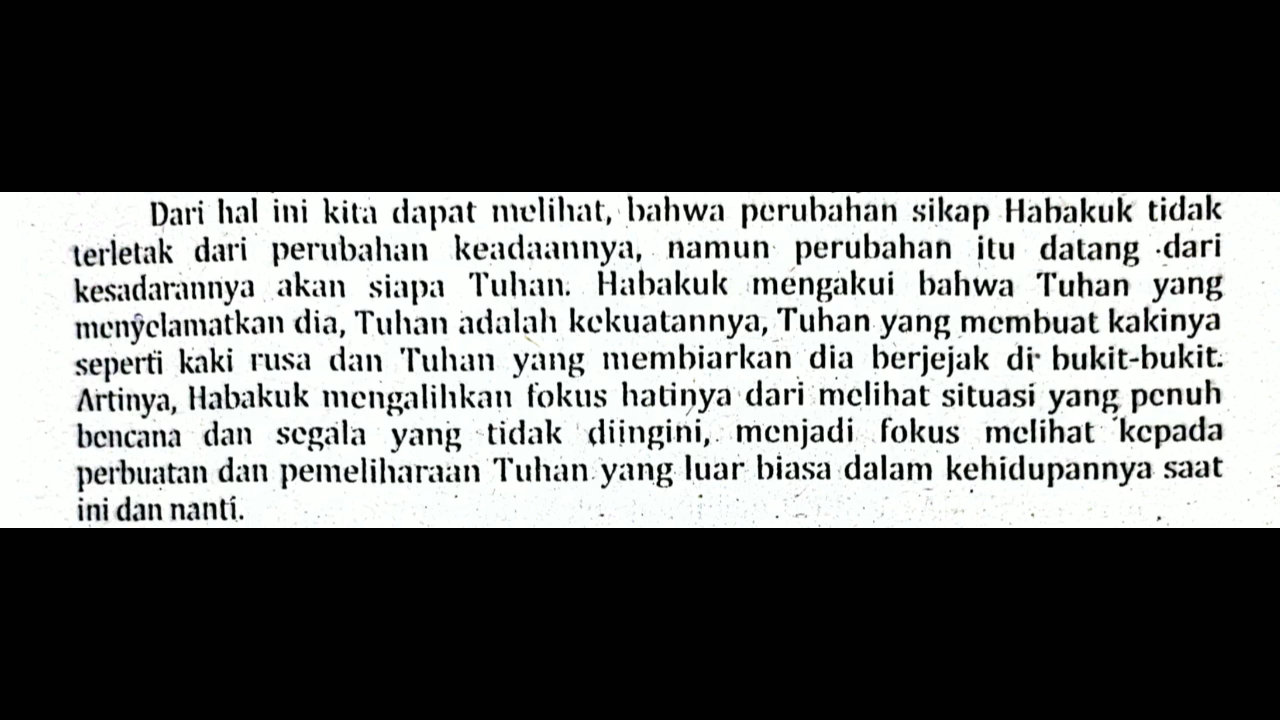 Dari hal ini kita dapat melihat, bahwa perubahan sikap Habakuk tidak
terletak dari perubahan keadaannya, namun perubahan itu datang dari
kesadarannya akan siapa Tuhan. Habakuk mengakui bahwa Tuhan yang
menyelamatkan dia, Tuhan adalah kekuatannya, Tuhan yang membuat kakinya
seperti kaki rusa dan Tuhan yang membiarkan dia berjejak di bukit-bukit.
Artinya, Habakuk mengalihkan fokus hatinya dari melihat situasi yang penuh
bencana dan segala yang tidak diingini, menjadi fokus melihat kepada
perbuatan dan pemeliharaan Tuhan yang luar biasa dalam kehidupannya saat
ini dan nanti.